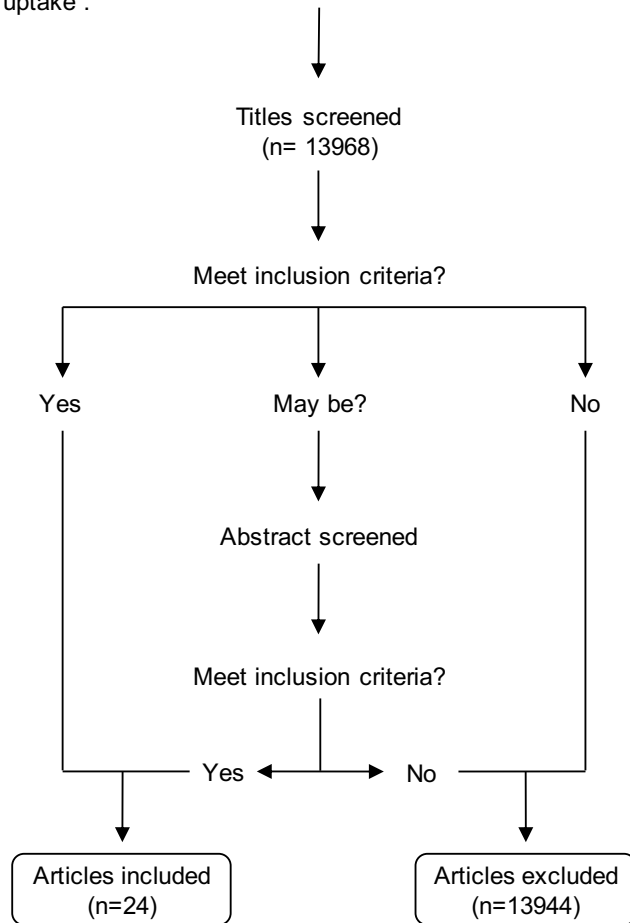 uptake'.
Titles screened
(n= 13968)
Meet inclusion criteria?
Yes
May be?
No
Abstract screened
Meet inclusion criteria?
Yes
No
Articles included
(n=24)
Articles excluded
(n=13944)